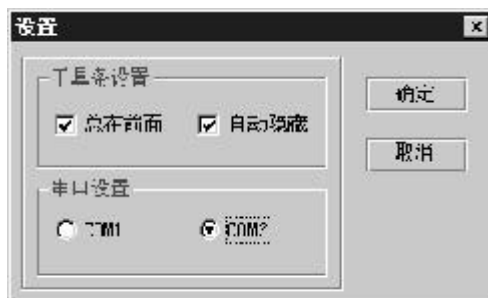 设置
工具条设置
总在前面 自动隐藏
确定
取消
串口设置
COM1 COM2